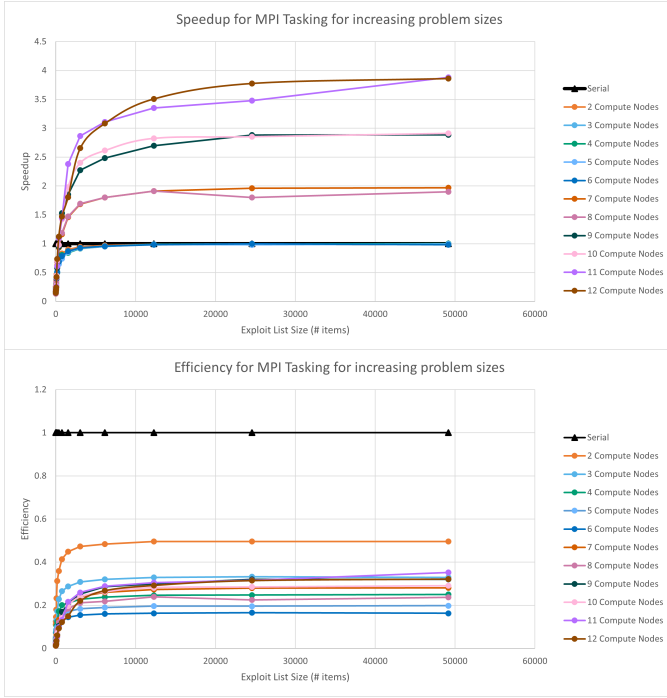 Speedup for MPI Tasking for increasing problem sizes
4.5
4
3.5
3
2.5
2
1.5
1
0.5
0
Speedup
0
10000
20000
30000
40000
50000
60000
Exploit List Size (# items)
Serial
2 Compute Nodes
3 Compute Nodes
4 Compute Nodes
5 Compute Nodes
6 Compute Nodes
7 Compute Nodes
8 Compute Nodes
9 Compute Nodes
10 Compute Nodes
11 Compute Nodes
12 Compute Nodes
Efficiency for MPI Tasking for increasing problem sizes
1.2
1
0.8
0.6
0.4
0.2
0
Efficiency
0
10000
20000
30000
40000
50000
60000
Exploit List Size (# items)
Serial
2 Compute Nodes
3 Compute Nodes
4 Compute Nodes
5 Compute Nodes
6 Compute Nodes
7 Compute Nodes
8 Compute Nodes
9 Compute Nodes
10 Compute Nodes
11 Compute Nodes
12 Compute Nodes